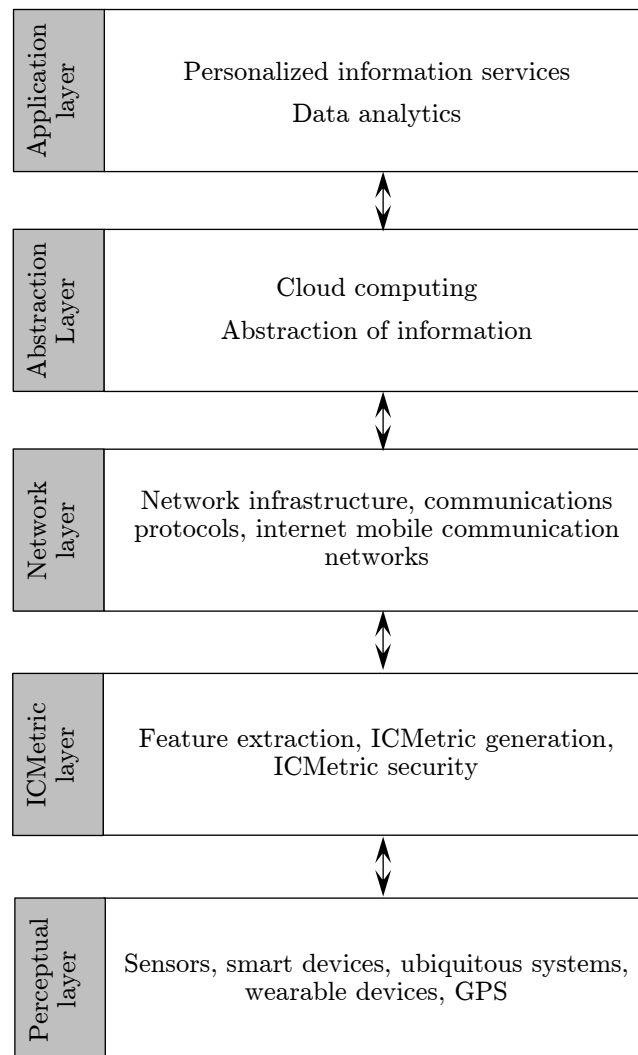 Application
layer
Personalized information services
Data analytics
Abstraction
Layer
Cloud computing
Abstraction of information
Network
layer
Network infrastructure, communications
protocols, internet mobile communication
networks
ICMetric
layer
Feature extraction, ICMetric generation,
ICMetric security
Perceptual
layer
Sensors, smart devices, ubiquitous systems,
wearable devices, GPS